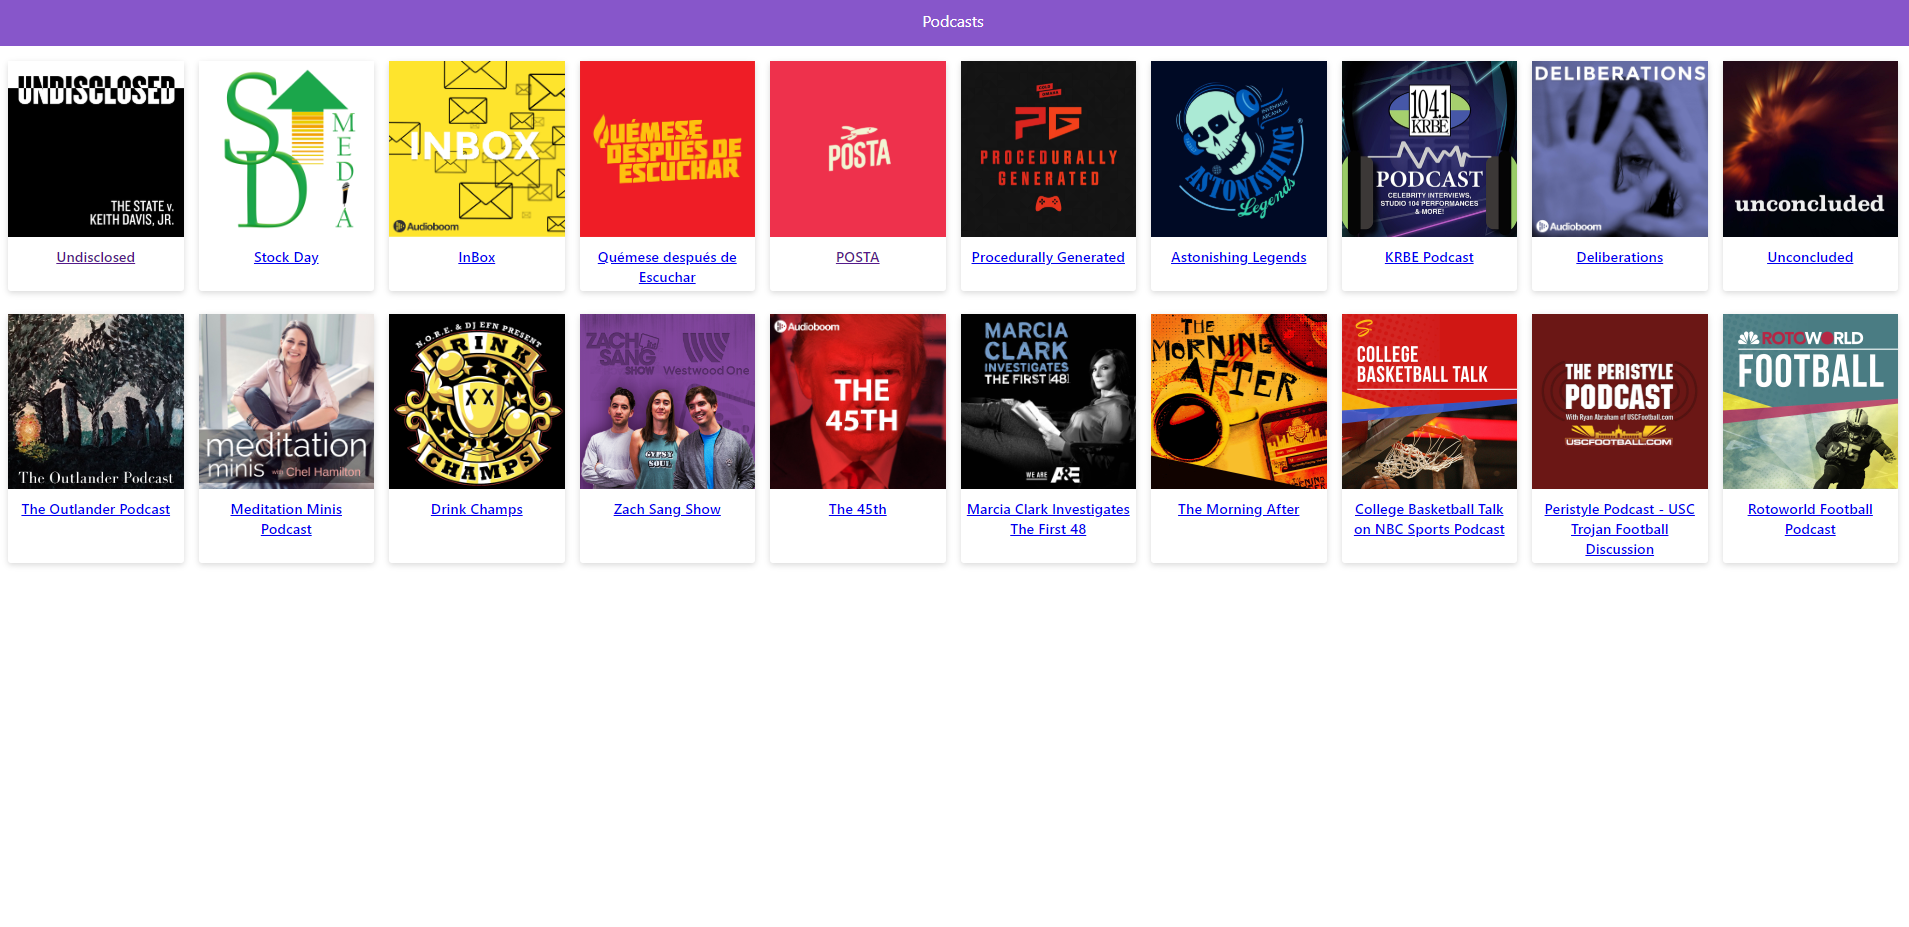 Podcasts
UNDISCLOSED
THE STATE v.
KEITH DAVIS, JR.
SD
MEDIA
INBOX
Audioboom
QUÉMESE
DESPUÉS DE
ESCUCHAR
POSTA
PG
PROCEDURALLY
GENERATED
ASTONISHING
Legends
104.1
KRBE
PODCAST
CELEBRITY INTERVIEWS,
STUDIO 104 PERFORMANCES
& MORE!
DELIBERATIONS
Audioboom
unconcluded
Undisclosed
Stock Day
InBox
Quémese después de
Escuchar
POSTA
Procedurally Generated
Astonishing Legends
KRBE Podcast
Deliberations
Unconcluded
The Outlander Podcast
meditation
minis with Chel Hamilton
N.O.R.E. & DJ EFN PRESENT
DRINK
CHAMPS
ZACH
SANG
SHOW
Westwood One
GYPSY
SOUL
Audioboom
THE
45TH
MARCIA
CLARK
INVESTIGATES
THE FIRST 48
WE ARE A&E
THE
MORNING
AFTER
COLLEGE
BASKETBALL TALK
THE PERISTYLE
PODCAST
With Ryan Abraham of USCFootball.com
USCFOOTBALL.COM
ROTOWORLD
FOOTBALL
The Outlander Podcast
Meditation Minis
Podcast
Drink Champs
Zach Sang Show
The 45th
Marcia Clark Investigates
The First 48
The Morning After
College Basketball Talk
on NBC Sports Podcast
Peristyle Podcast - USC
Trojan Football
Discussion
Rotoworld Football
Podcast